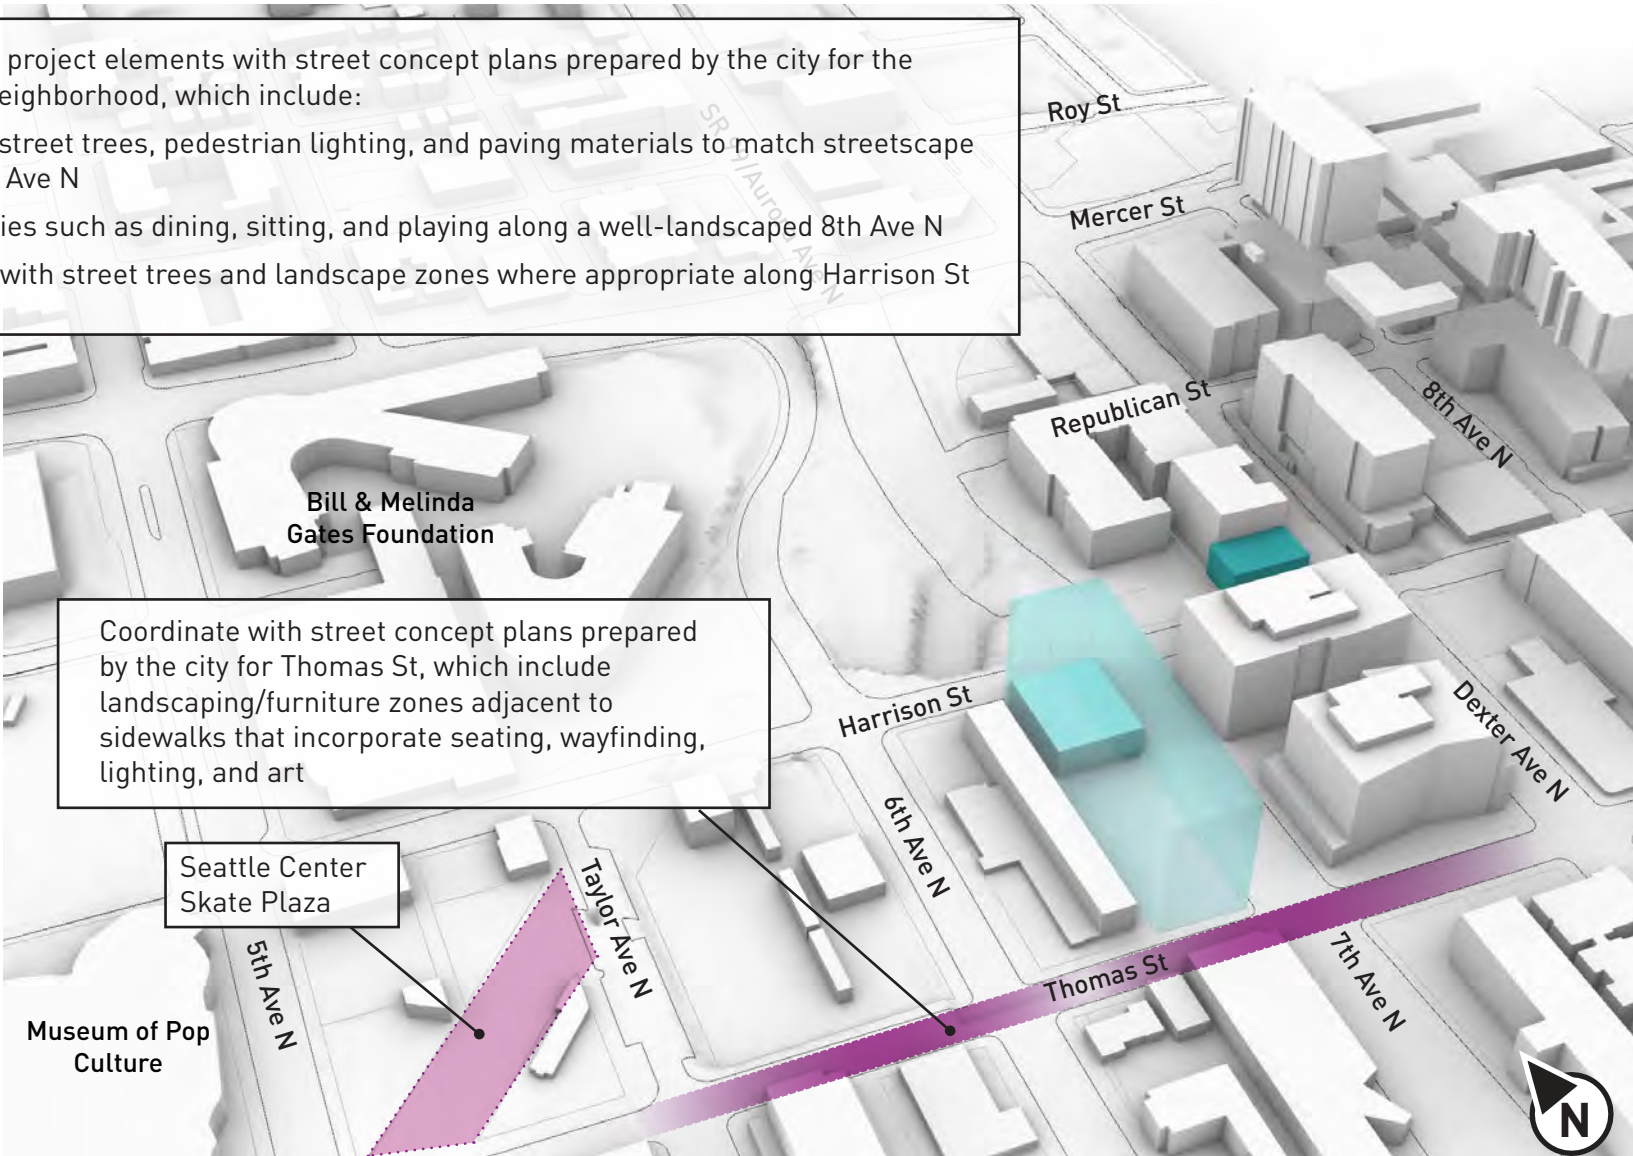 project elements with street concept plans prepared by the city for the
eighborhood, which include:
street trees, pedestrian lighting, and paving materials to match streetscape
Ave N
ies such as dining, sitting, and playing along a well-landscaped 8th Ave N
with street trees and landscape zones where appropriate along Harrison St
SR 99/Aurora Ave N
Roy St
Mercer St
Republican St
8th Ave N
Bill & Melinda
Gates Foundation
Coordinate with street concept plans prepared
by the city for Thomas St, which include
landscaping/furniture zones adjacent to
sidewalks that incorporate seating, wayfinding,
lighting, and art
Harrison St
Dexter Ave N
6th Ave N
Seattle Center
Skate Plaza
Taylor Ave N
5th Ave N
Thomas St
7th Ave N
Museum of Pop
Culture
N